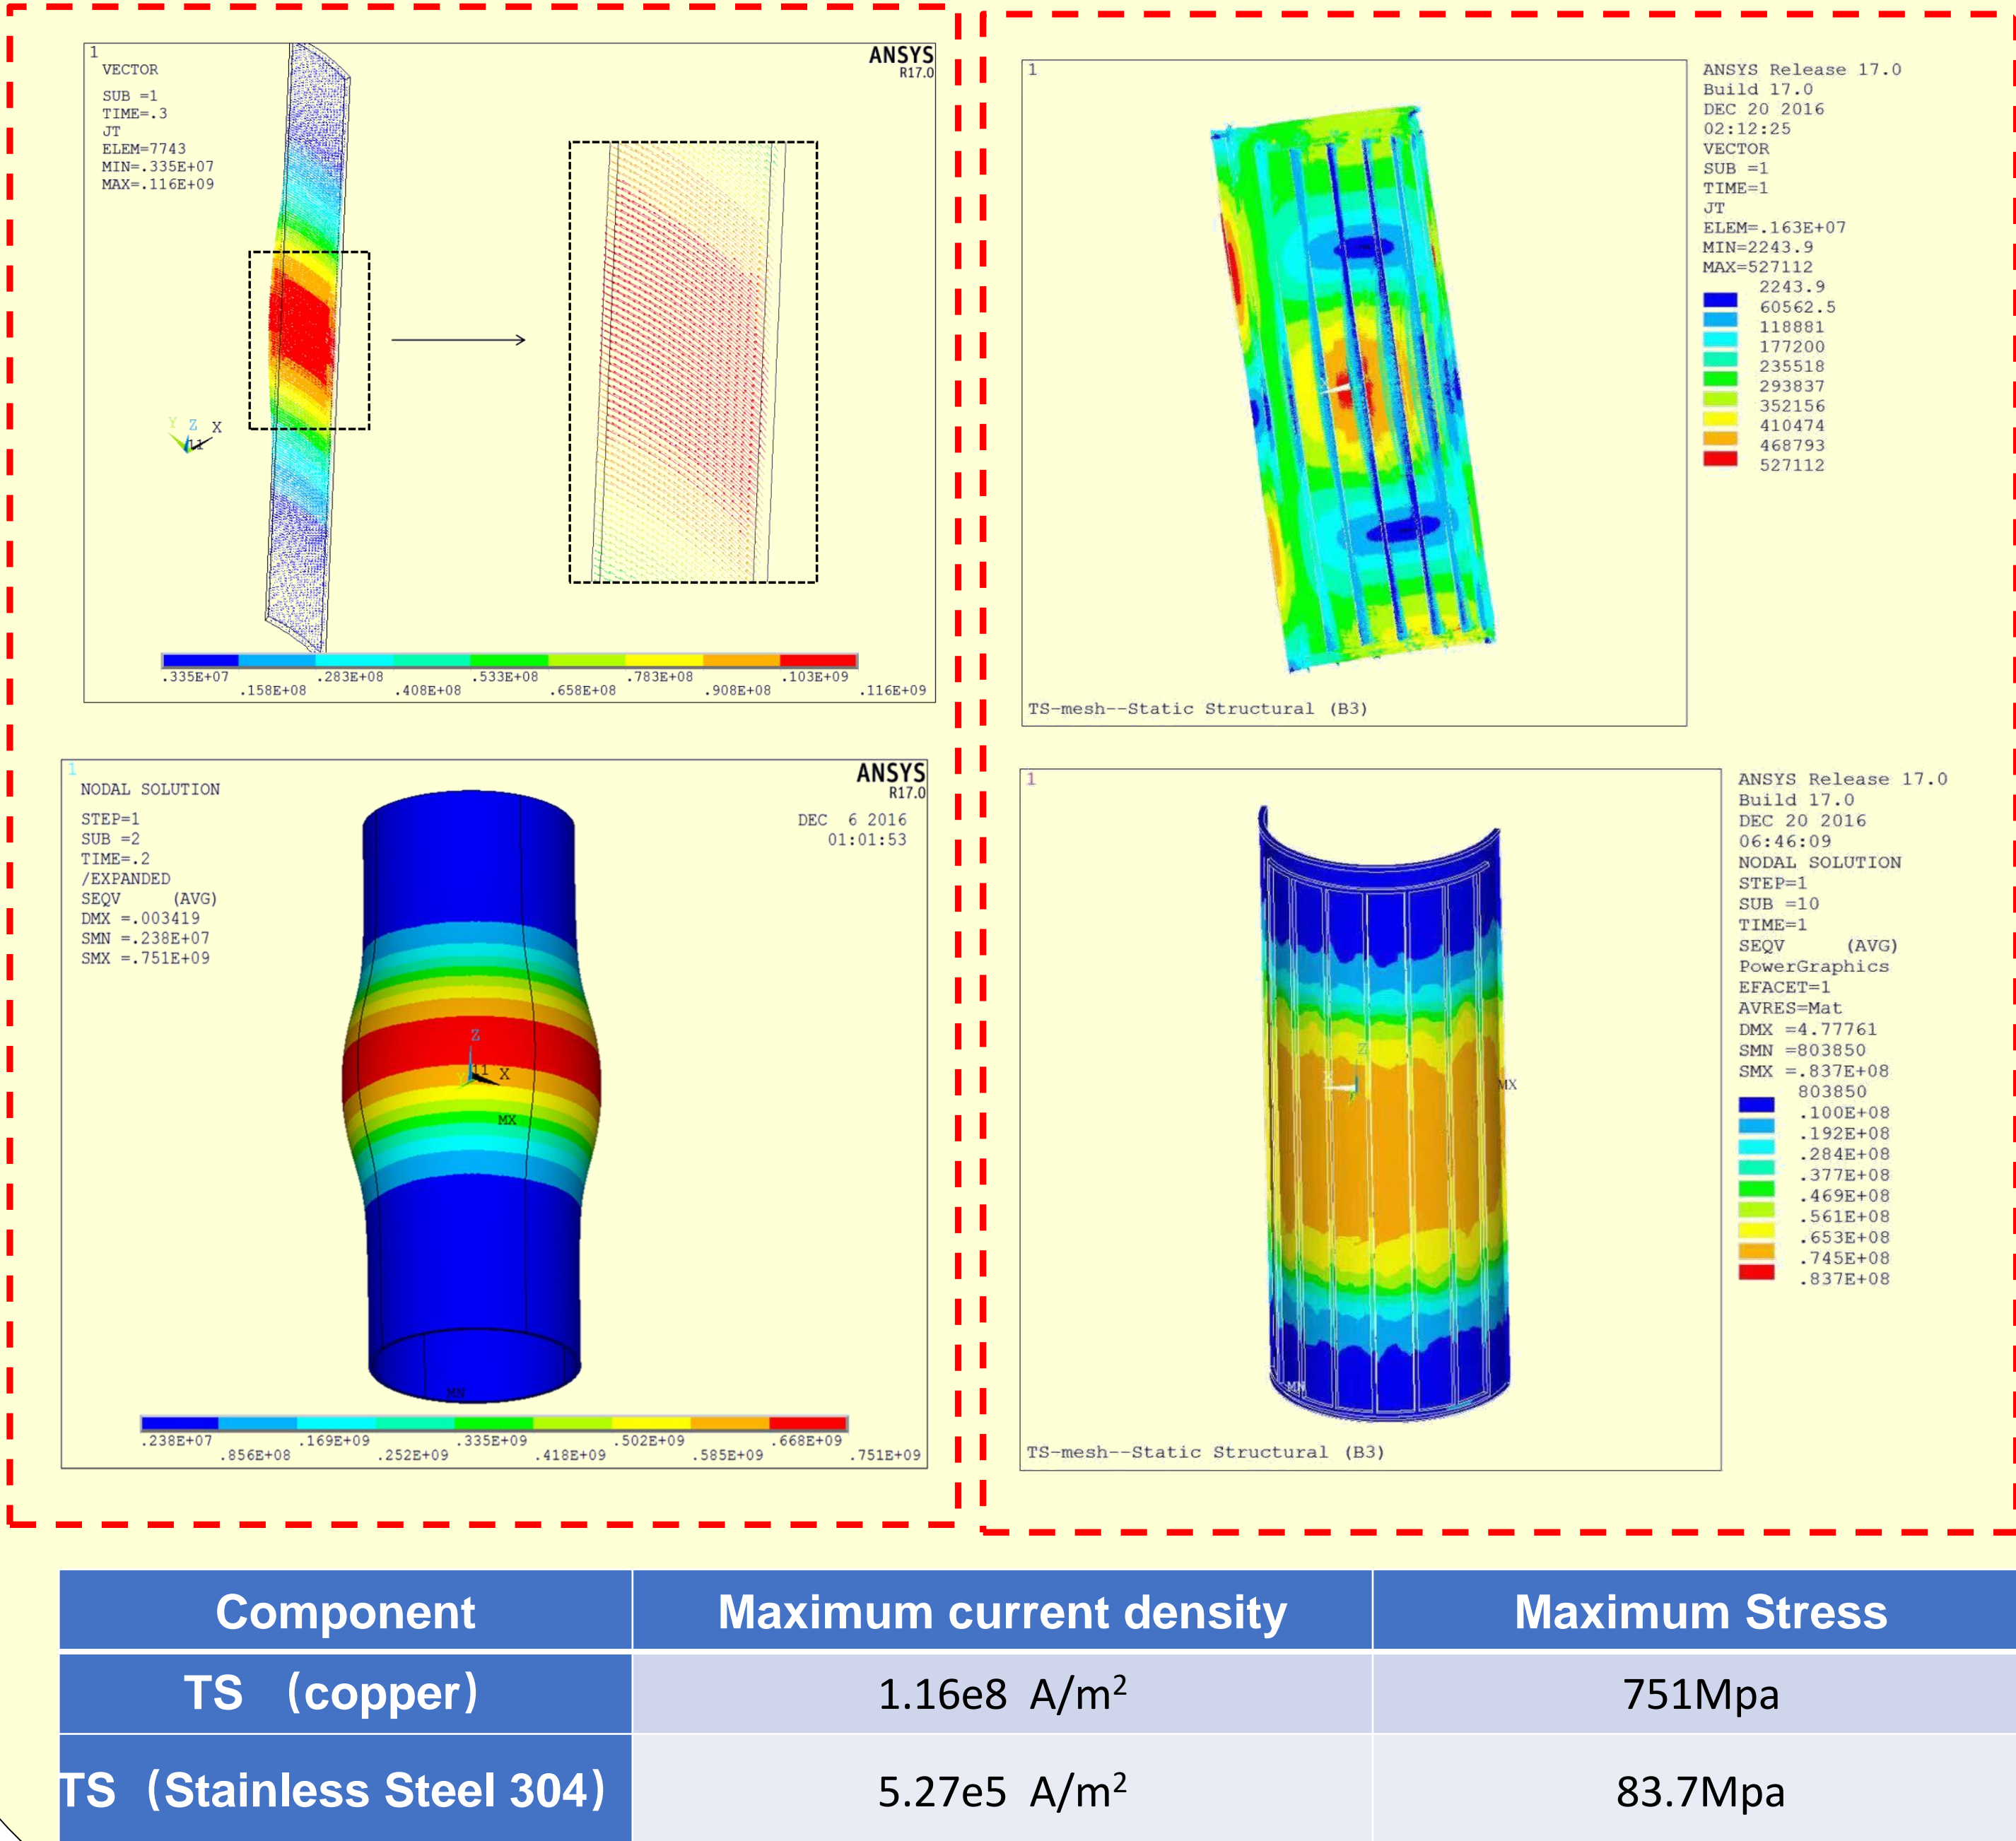 1
VECTOR
SUB =1
TIME=.3
JT
ELEM=7743
MIN=.335E+07
MAX=.116E+09
ANSYS
R17.0
Y Z X
11
.335E+07 .283E+08 .533E+08 .783E+08 .103E+09
.158E+08 .408E+08 .658E+08 .908E+08 .116E+09
1
ANSYS Release 17.0
Build 17.0
DEC 20 2016
02:12:25
VECTOR
SUB =1
TIME=1
JT
ELEM=.163E+07
MIN=2243.9
MAX=527112
2243.9
60562.5
118881
177200
235518
293837
352156
410474
468793
527112
TS-mesh--Static Structural (B3)
1
NODAL SOLUTION
STEP=1
SUB =2
TIME=.2
/EXPANDED
SEQV (AVG)
DMX =.003419
SMN =.238E+07
SMX =.751E+09
ANSYS
R17.0
DEC 6 2016
01:01:53
Z
Y 11 X
MX
MN
.238E+07 .169E+09 .335E+09 .502E+09 .668E+09
.856E+08 .252E+09 .418E+09 .585E+09 .751E+09
1
Z
X
MX
MN
TS-mesh--Static Structural (B3)
ANSYS Release 17.0
Build 17.0
DEC 20 2016
06:46:09
NODAL SOLUTION
STEP=1
SUB =10
TIME=1
SEQV (AVG)
PowerGraphics
EFACET=1
AVRES=Mat
DMX =4.77761
SMN =803850
SMX =.837E+08
803850
.100E+08
.192E+08
.284E+08
.377E+08
.469E+08
.561E+08
.653E+08
.745E+08
.837E+08
Component Maximum current density Maximum Stress
TS （copper） 1.16e8 A/m² 751Mpa
TS（Stainless Steel 304） 5.27e5 A/m² 83.7Mpa